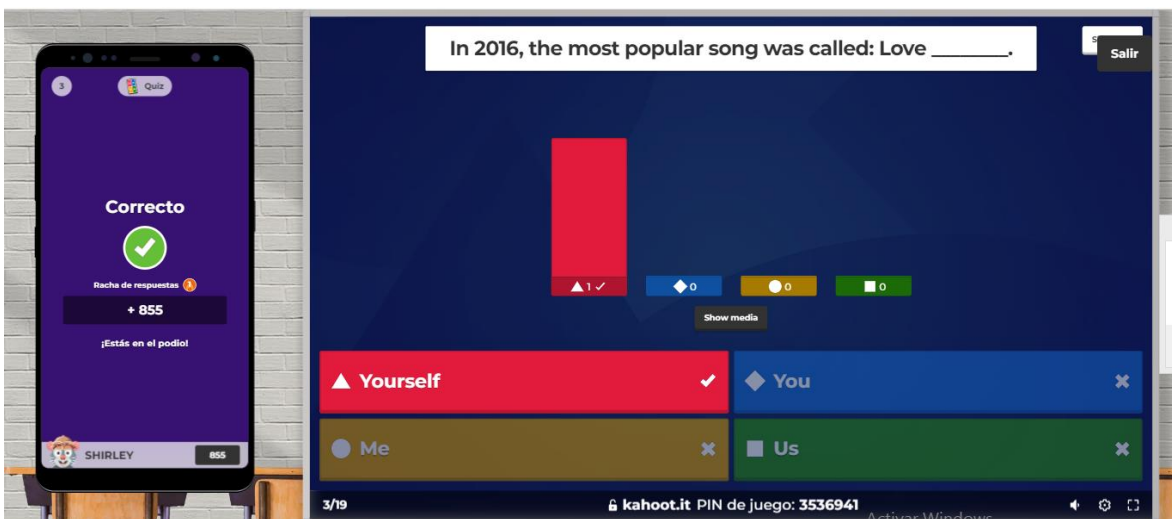 3
Quiz
Correcto
Racha de respuestas
+ 855
¡Estás en el podio!
SHIRLEY
855
In 2016, the most popular song was called: Love ________.
Salir
1
0
0
0
Show media
Yourself
You
Me
Us
3/19
kahoot.it PIN de juego: 3536941
Activar Windows